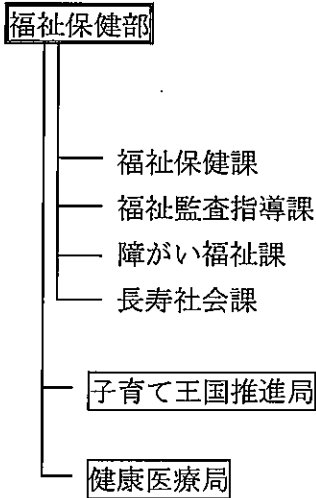 福祉保健部
福祉保健課
福祉監査指導課
障がい福祉課
長寿社会課
子育て王国推進局
健康医療局